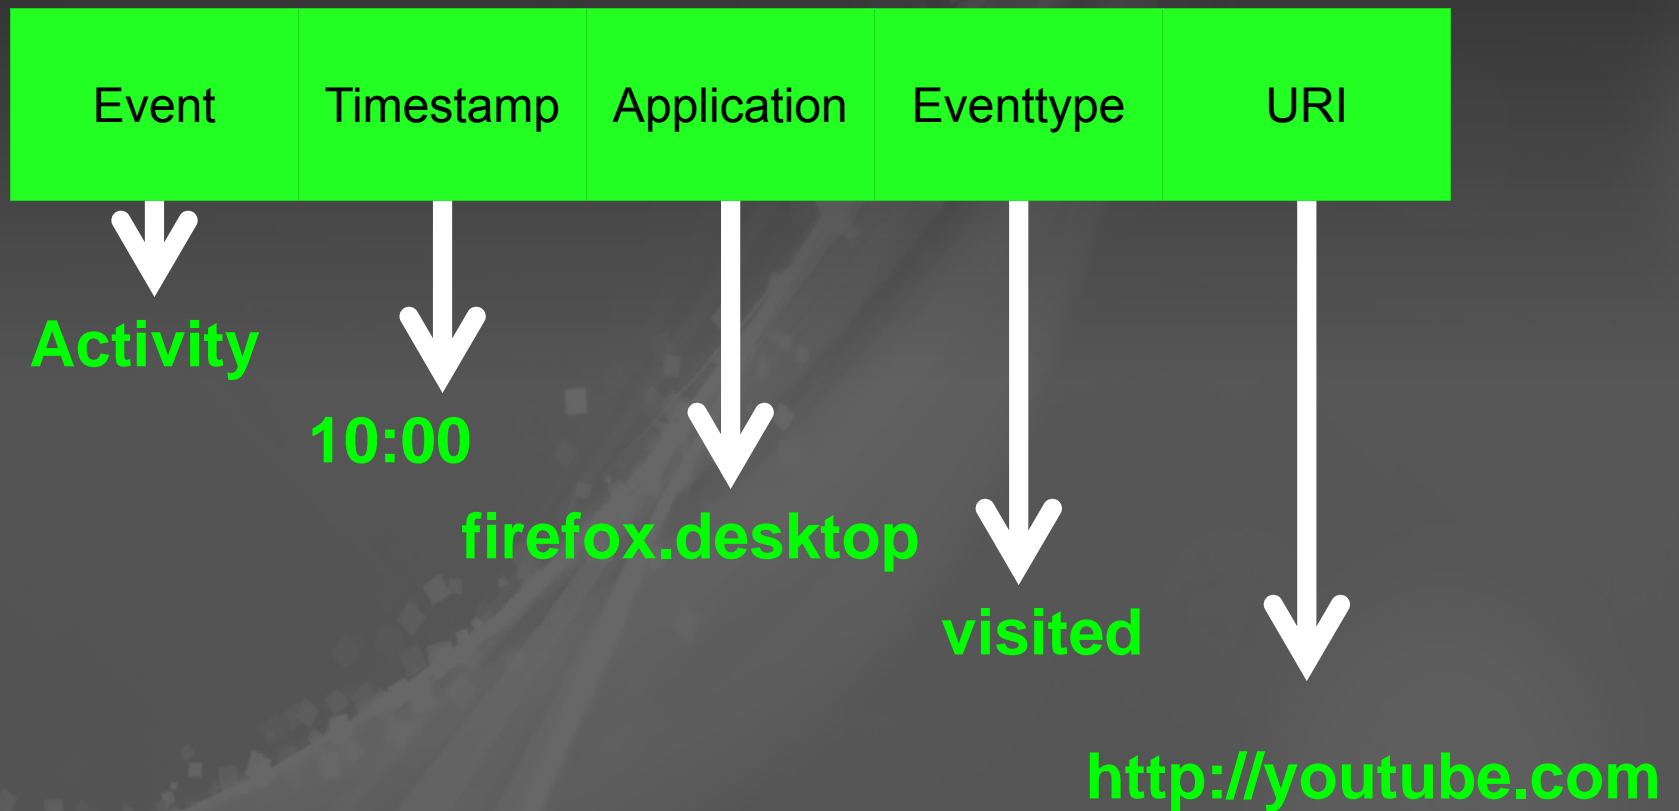 Event Timestamp Application Eventtype URI
Activity
10:00
firefox.desktop
visited
http://youtube.com